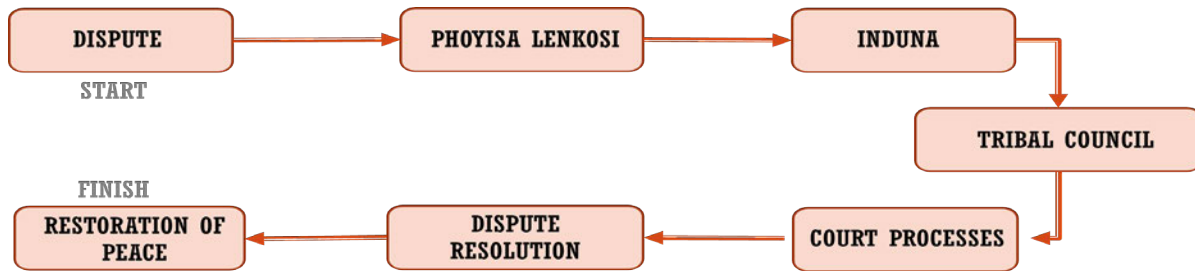 DISPUTE
START
PHOYISA LENKOSI
INDUNA
TRIBAL COUNCIL
COURT PROCESSES
DISPUTE
RESOLUTION
FINISH
RESTORATION OF
PEACE